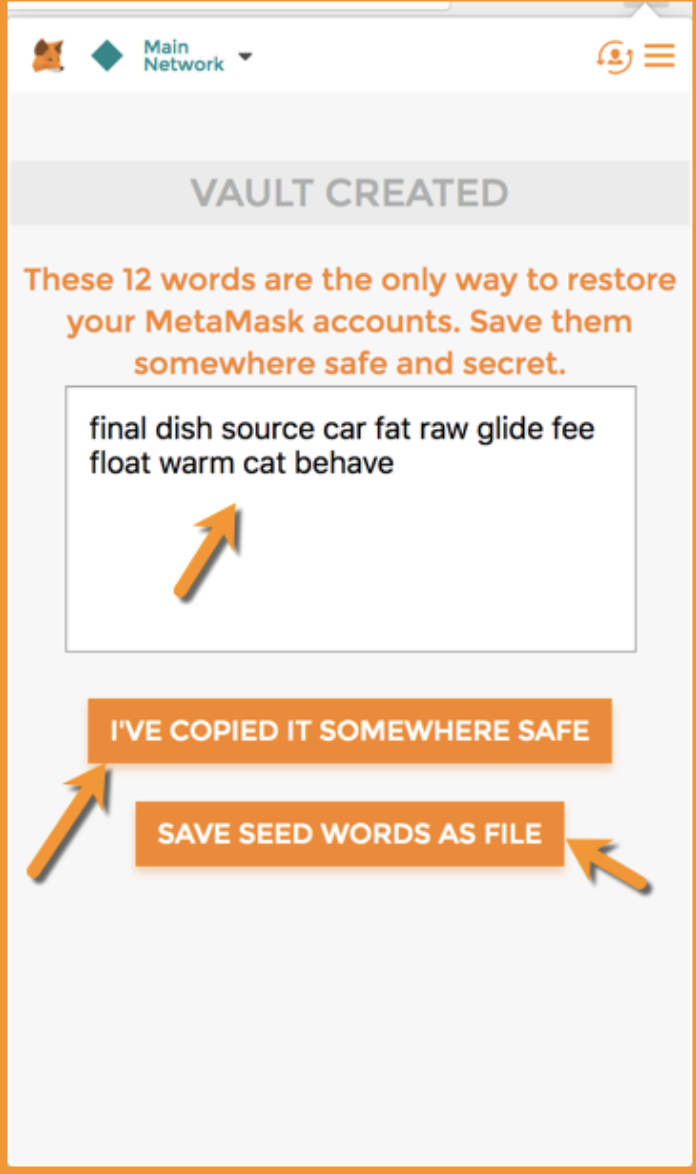 Main
Network
VAULT CREATED
These 12 words are the only way to restore
your MetaMask accounts. Save them
somewhere safe and secret.
final dish source car fat raw glide fee
float warm cat behave
I'VE COPIED IT SOMEWHERE SAFE
SAVE SEED WORDS AS FILE